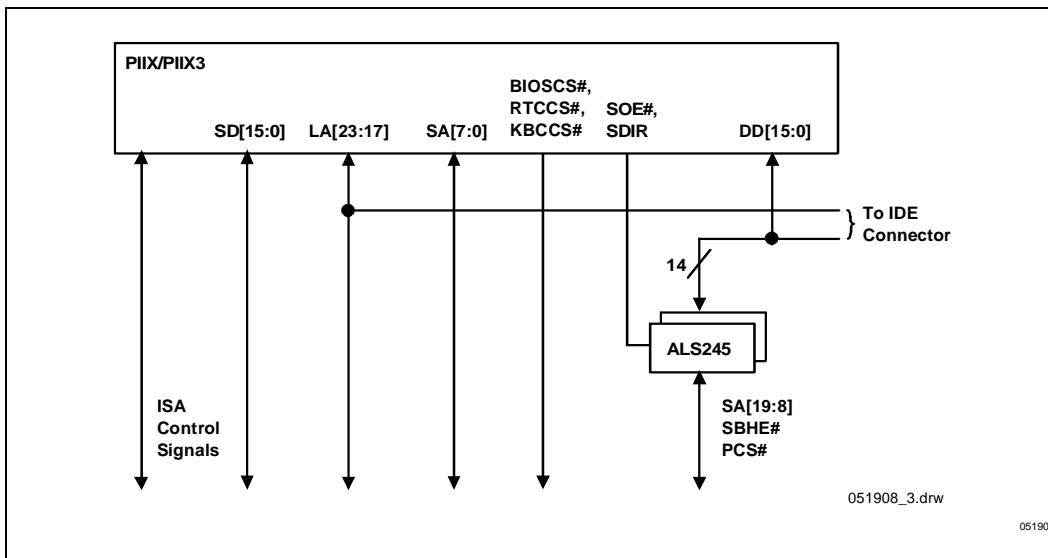 PIIX/PIIX3
BIOSCS#,
RTCCS#,
KBCCS#
SOE#,
SDIR
SD[15:0]
LA[23:17]
SA[7:0]
DD[15:0]
To IDE
Connector
14
ALS245
ISA
Control
Signals
SA[19:8]
SBHE#
PCS#
051908_3.drw
05190